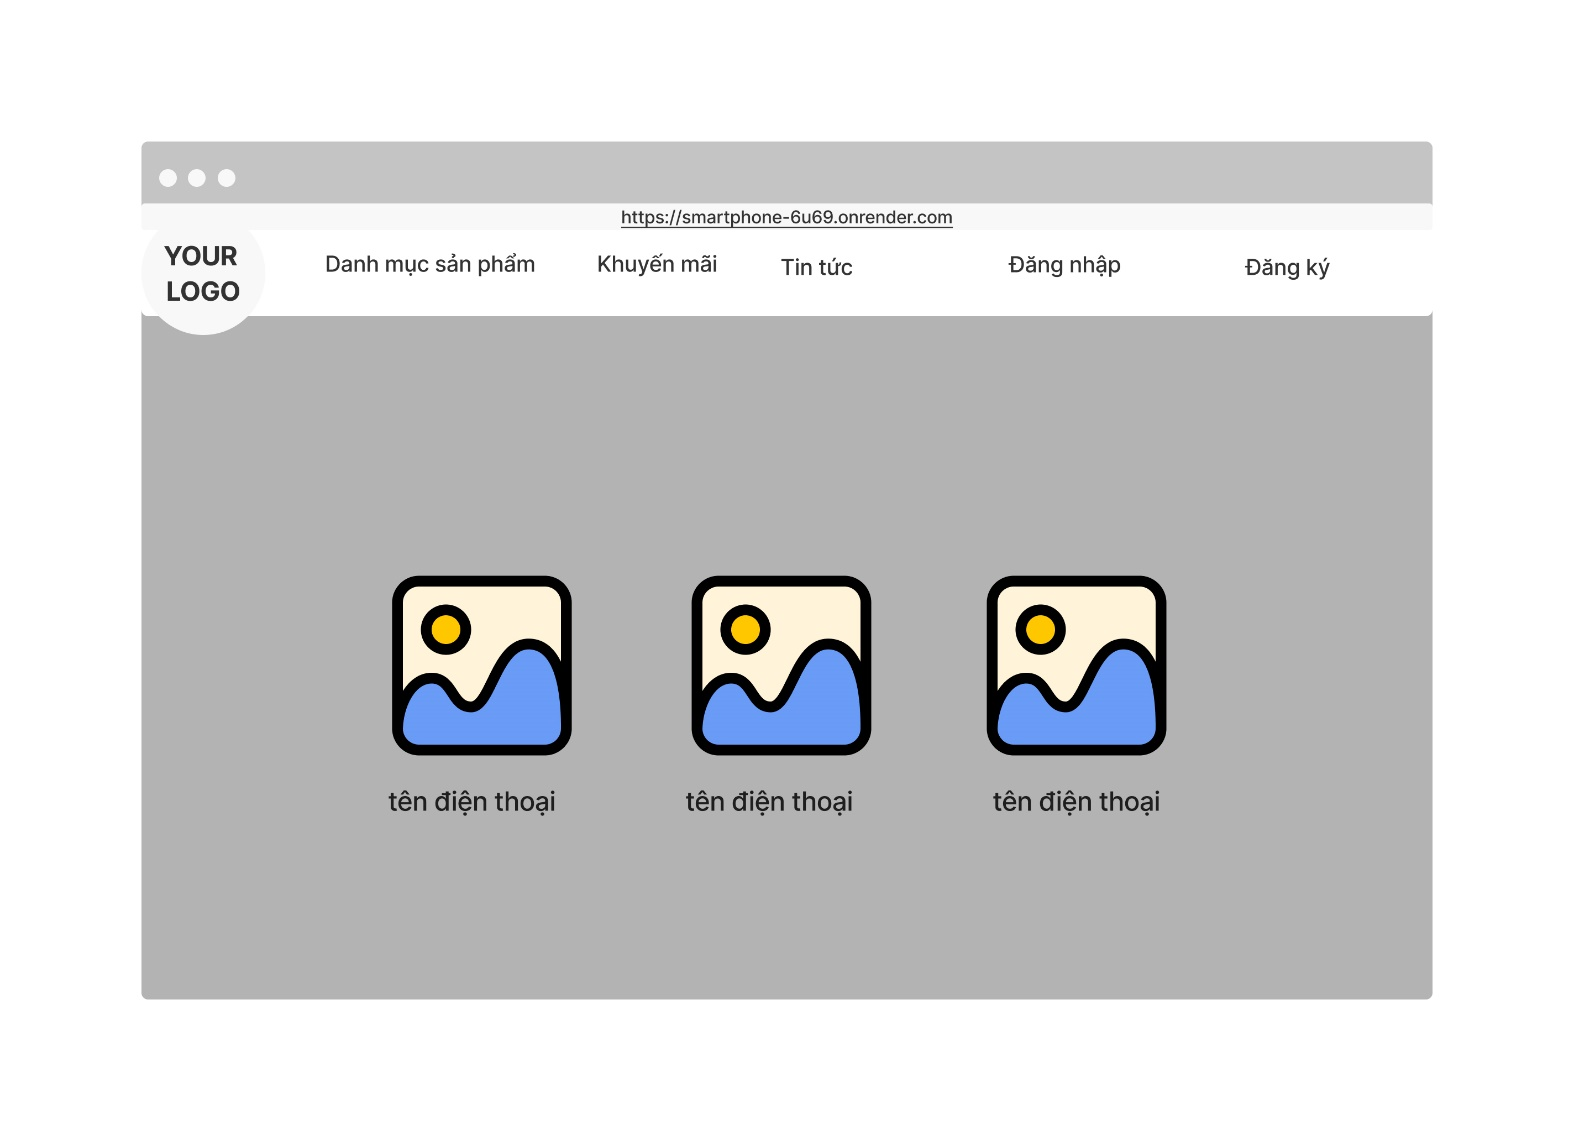 https://smartphone-6u69.onrender.com
YOUR
LOGO
Danh mục sản phẩm
Khuyến mãi
Tin tức
Đăng nhập
Đăng ký
tên điện thoại
tên điện thoại
tên điện thoại